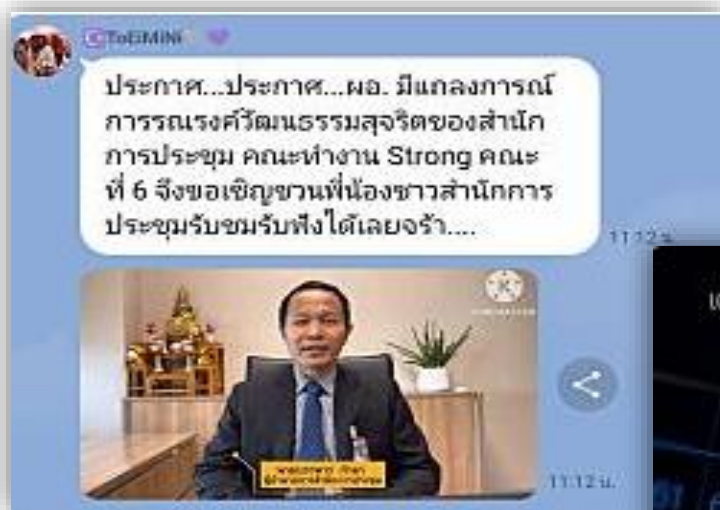 ToEiMiNi
ประกาศ...ประกาศ...ผอ. มีแถลงการณ์
การรณรงค์วัฒนธรรมสุจริตของสำนัก
การประชุม คณะทำงาน Strong คณะ
ที่ 6 จึงขอเชิญชวนพี่น้องชาวสำนักการ
ประชุมรับชมรับฟังได้เลยจร้า....
11:12 น.
K
11:12 น.